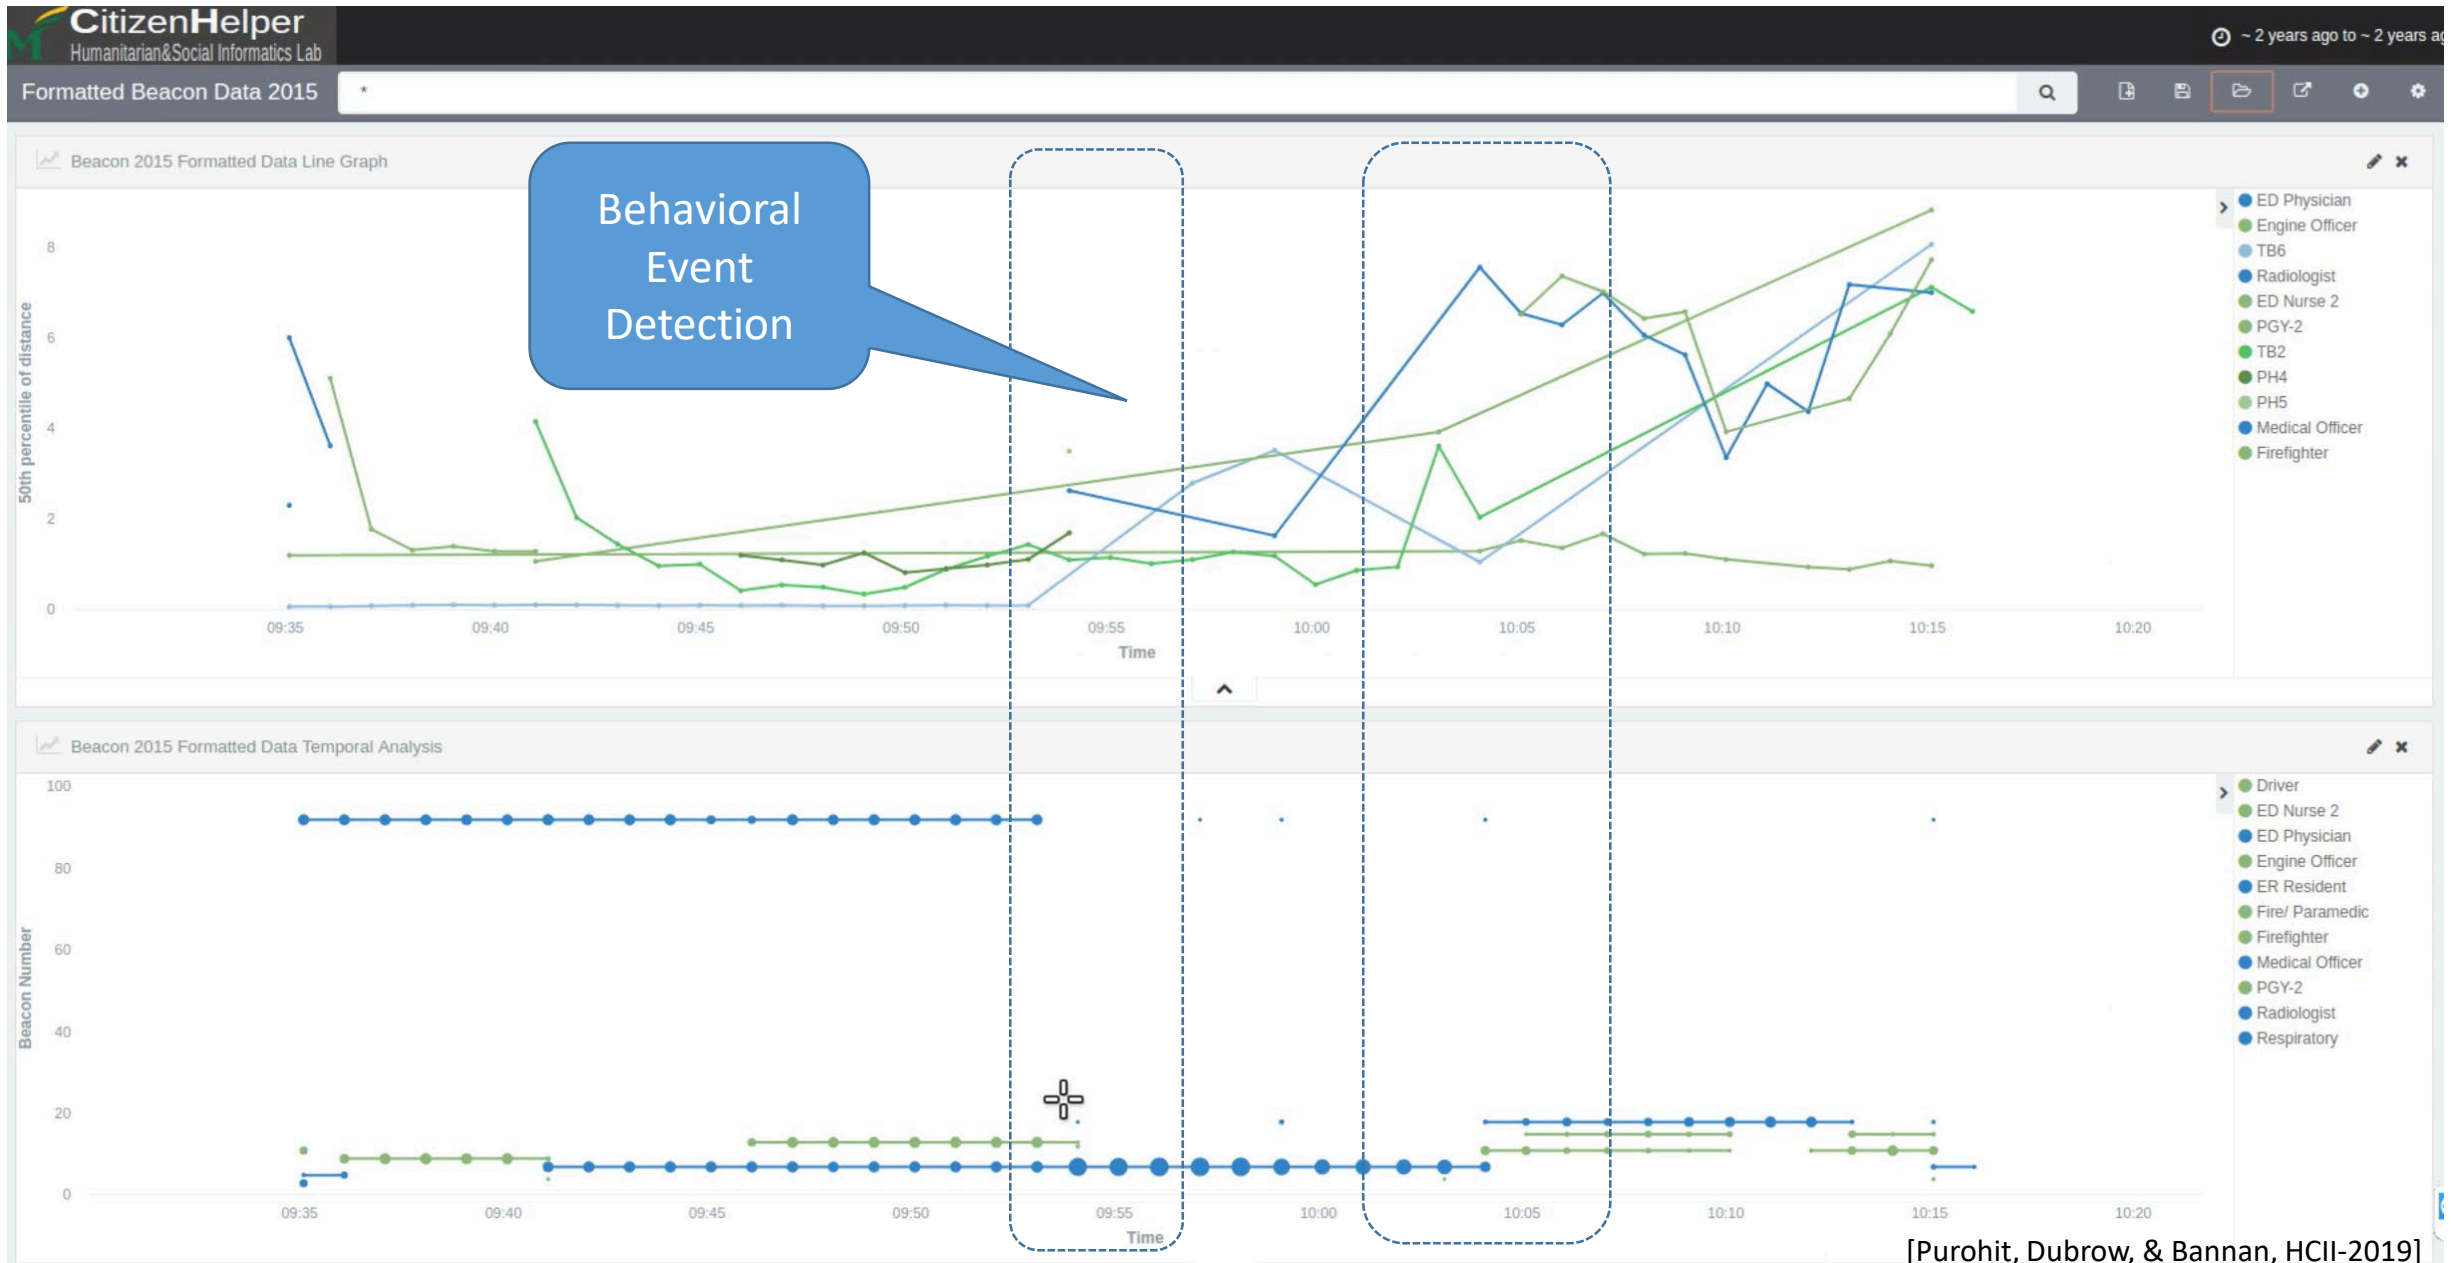 CitizenHelper
Humanitarian&Social Informatics Lab
~ 2 years ago to ~ 2 years ag
Formatted Beacon Data 2015
*
Beacon 2015 Formatted Data Line Graph
Behavioral
Event
Detection
50th percentile of distance
8
6
4
2
0
09:35
09:40
09:45
09:50
09:55
10:00
10:05
10:10
10:15
10:20
Time
ED Physician
Engine Officer
TB6
Radiologist
ED Nurse 2
PGY-2
TB2
PH4
PH5
Medical Officer
Firefighter
Beacon 2015 Formatted Data Temporal Analysis
Beacon Number
100
80
60
40
20
0
09:35
09:40
09:45
09:50
09:55
10:00
10:05
10:10
10:15
10:20
Time
Driver
ED Nurse 2
ED Physician
Engine Officer
ER Resident
Fire/ Paramedic
Firefighter
Medical Officer
PGY-2
Radiologist
Respiratory
[Purohit, Dubrow, & Bannan, HCII-2019]